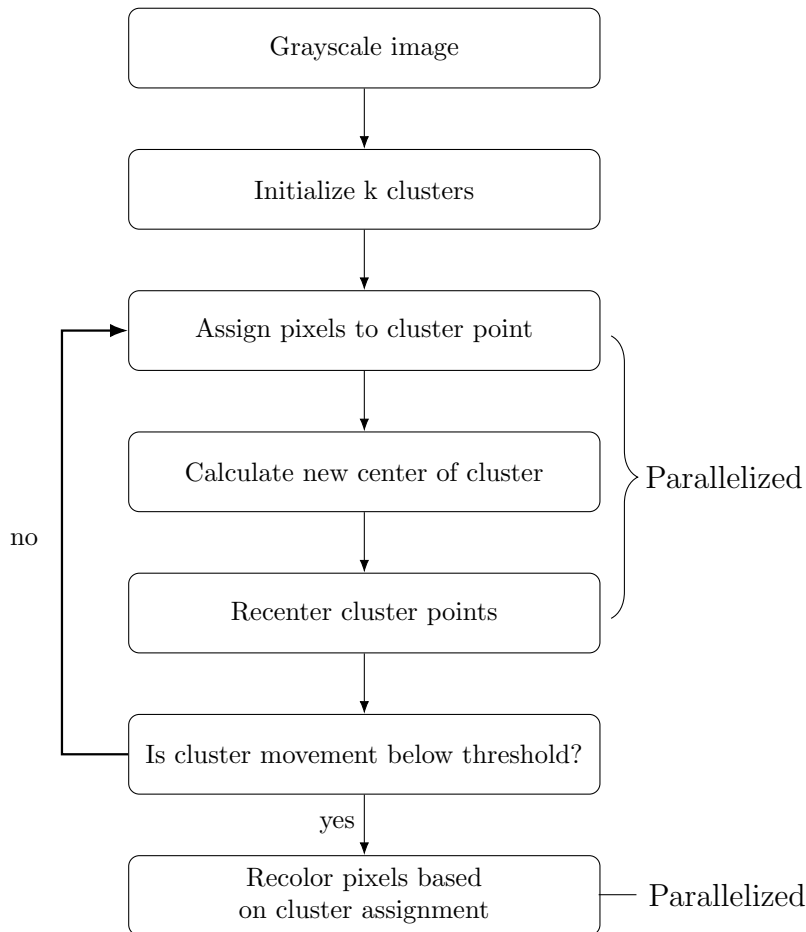 Grayscale image
Initialize k clusters
Assign pixels to cluster point
Calculate new center of cluster
Parallelized
no
Recenter cluster points
Is cluster movement below threshold?
yes
Recolor pixels based
on cluster assignment
Parallelized